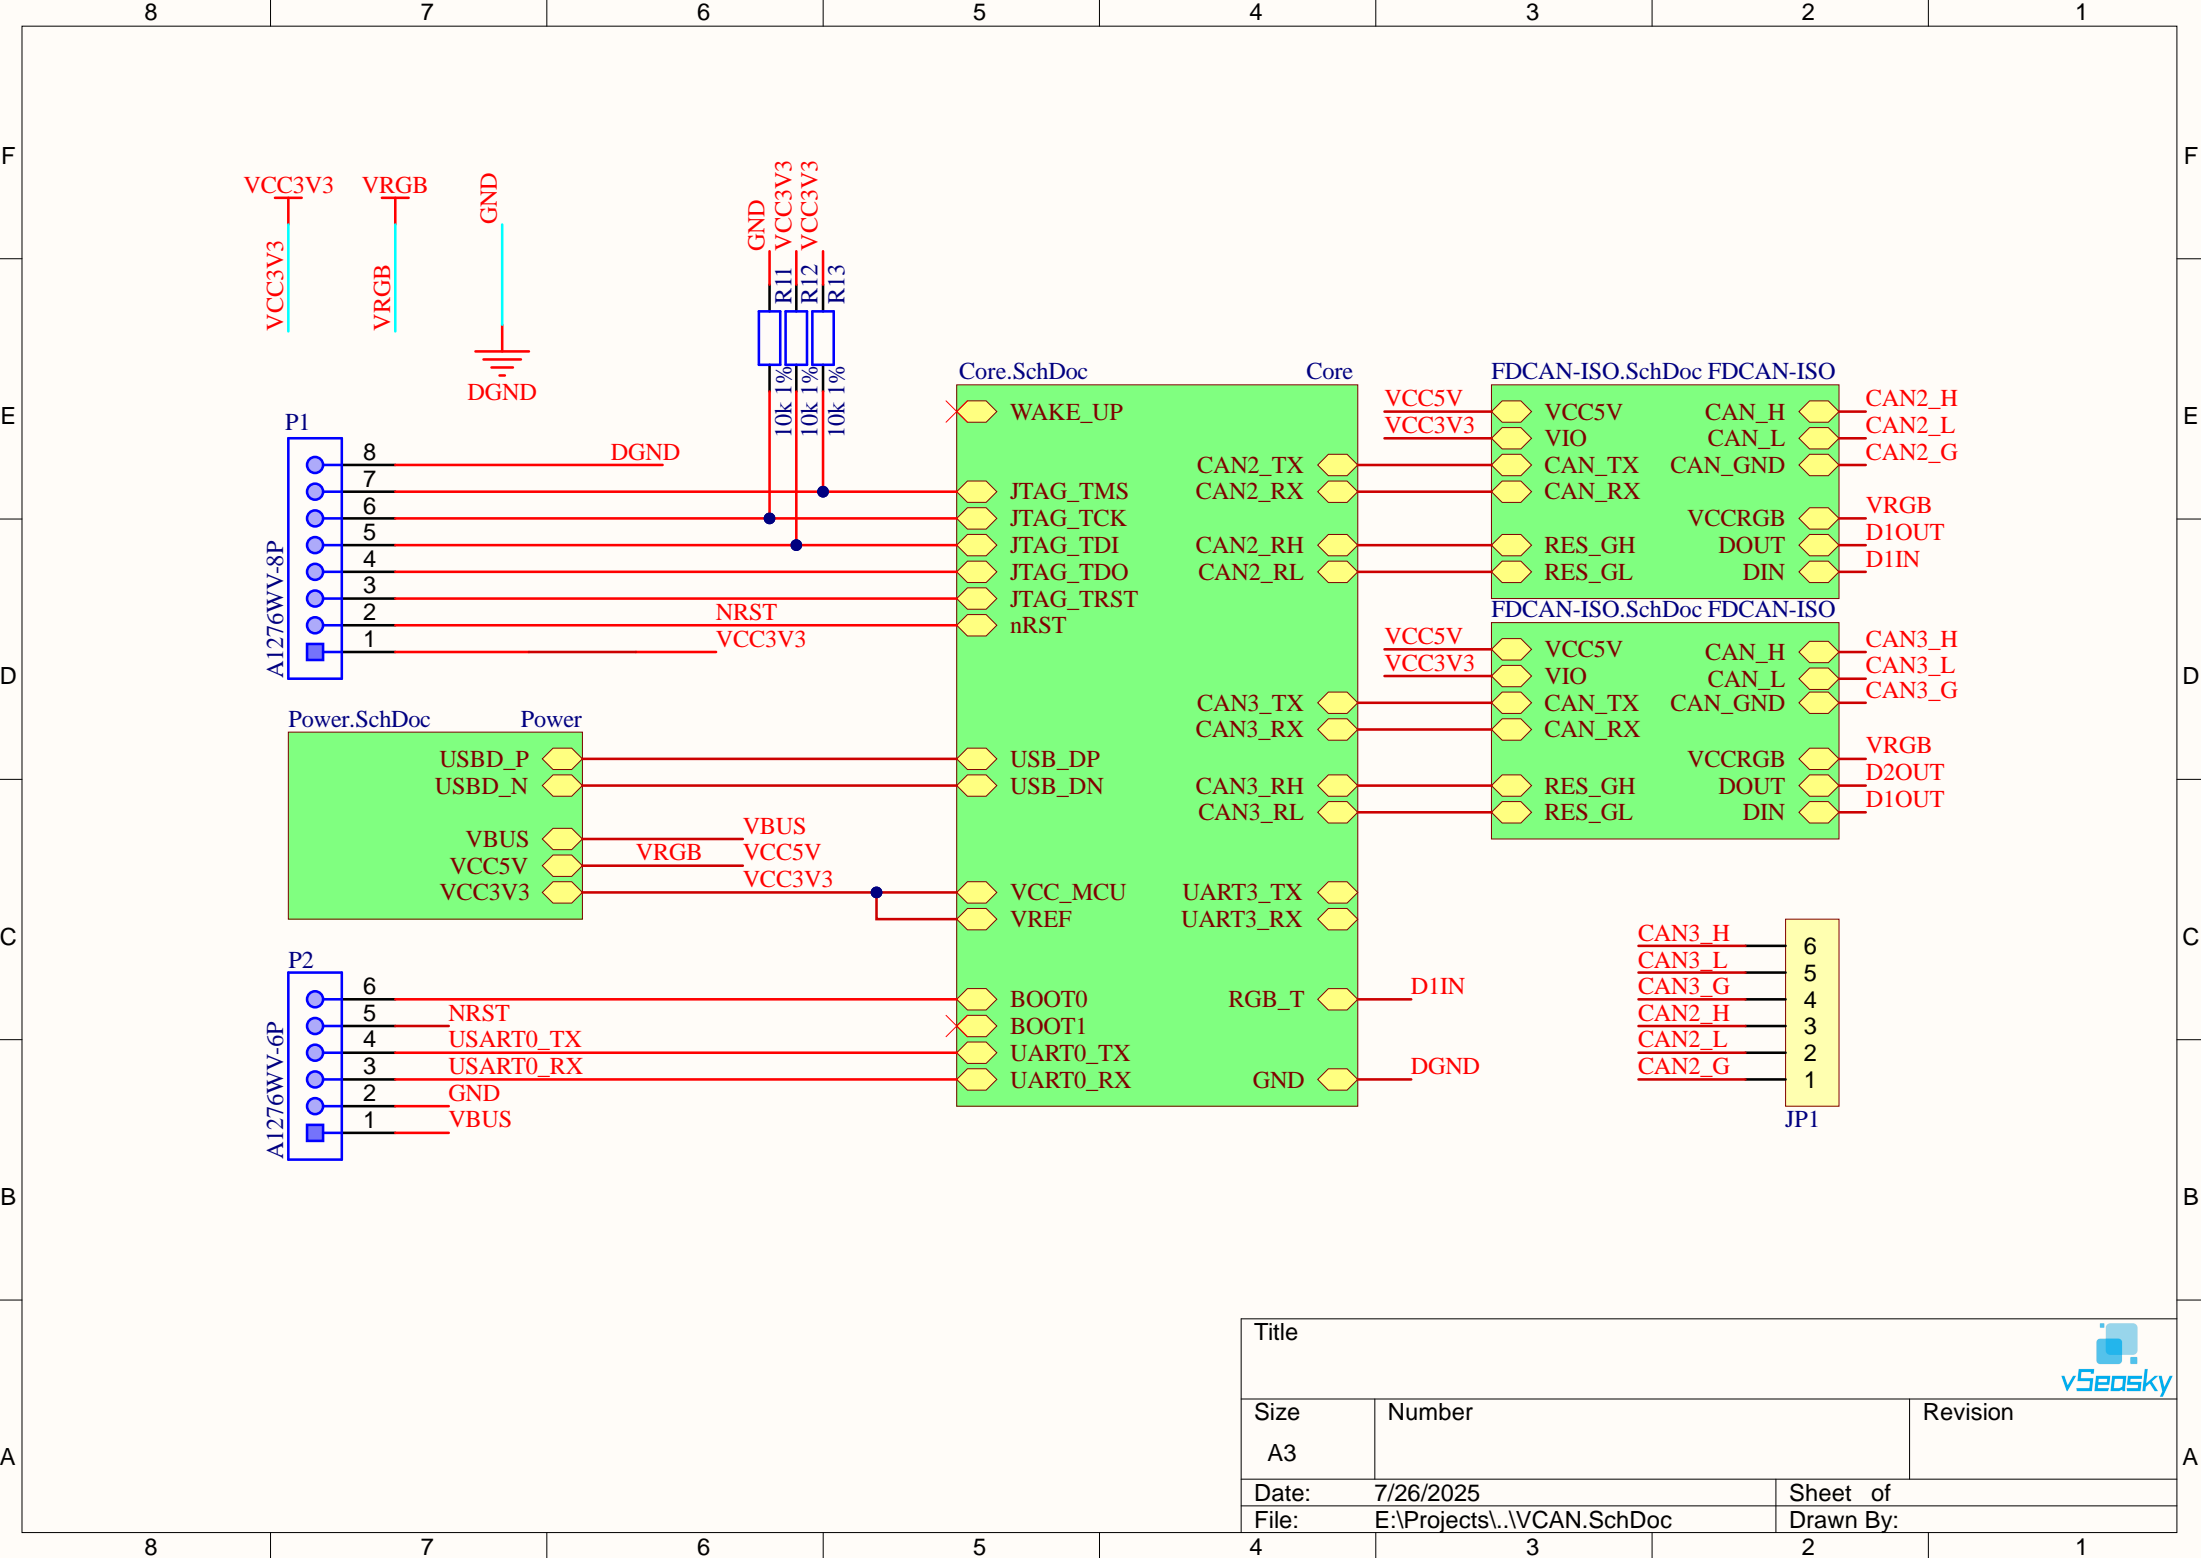 8 7 6 5 4 3 2 1
F F
VCC3V3 VRGB GND
VCC3V3 VRGB
DGND
GND VCC3V3 VCC3V3
R11 R12 R13
10k 1% 10k 1% 10k 1%
E E
P1
A1276WV-8P
8 DGND
7
6
5
4
3
2 NRST
1 VCC3V3
D D
Power.SchDoc Power
USBD_P
USBD_N
VBUS VBUS
VCC5V VRGB VCC5V
VCC3V3 VCC3V3
C C
P2
A1276WV-6P
6
5 NRST
4 USART0_TX
3 USART0_RX
2 GND
1 VBUS
Core.SchDoc Core
WAKE_UP
JTAG_TMS
JTAG_TCK
JTAG_TDI
JTAG_TDO
JTAG_TRST
nRST
USB_DP
USB_DN
VCC_MCU
VREF
BOOT0
BOOT1
UART0_TX
UART0_RX
CAN2_TX
CAN2_RX
CAN2_RH
CAN2_RL
CAN3_TX
CAN3_RX
CAN3_RH
CAN3_RL
UART3_TX
UART3_RX
RGB_T D1IN
GND DGND
FDCAN-ISO.SchDoc FDCAN-ISO
VCC5V VCC5V CAN_H CAN2_H
VCC3V3 VIO CAN_L CAN2_L
CAN_TX CAN_GND CAN2_G
CAN_RX
VCCRGB VRGB
RES_GH DOUT D1OUT
RES_GL DIN D1IN
FDCAN-ISO.SchDoc FDCAN-ISO
VCC5V VCC5V CAN_H CAN3_H
VCC3V3 VIO CAN_L CAN3_L
CAN_TX CAN_GND CAN3_G
CAN_RX
VCCRGB VRGB
RES_GH DOUT D2OUT
RES_GL DIN D1OUT
CAN3_H 6
CAN3_L 5
CAN3_G 4
CAN2_H 3
CAN2_L 2
CAN2_G 1
JP1
B B
A A
Title
vSeasky
Size Number Revision
A3
Date: 7/26/2025 Sheet of
File: E:\Projects\..\VCAN.SchDoc Drawn By:
8 7 6 5 4 3 2 1